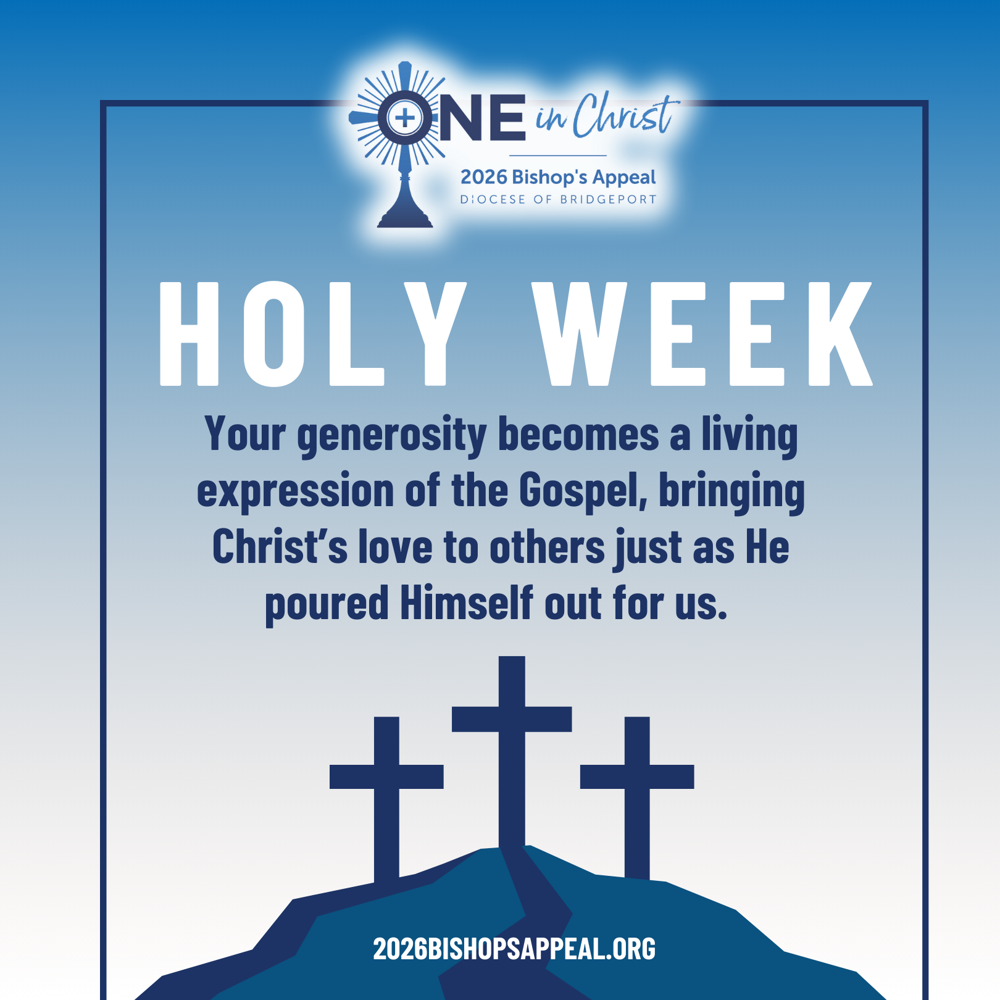 ONE in Christ
2026 Bishop's Appeal
DIOCESE OF BRIDGEPORT
HOLY WEEK
Your generosity becomes a living
expression of the Gospel, bringing
Christ’s love to others just as He
poured Himself out for us.
2026BISHOPSAPPEAL.ORG